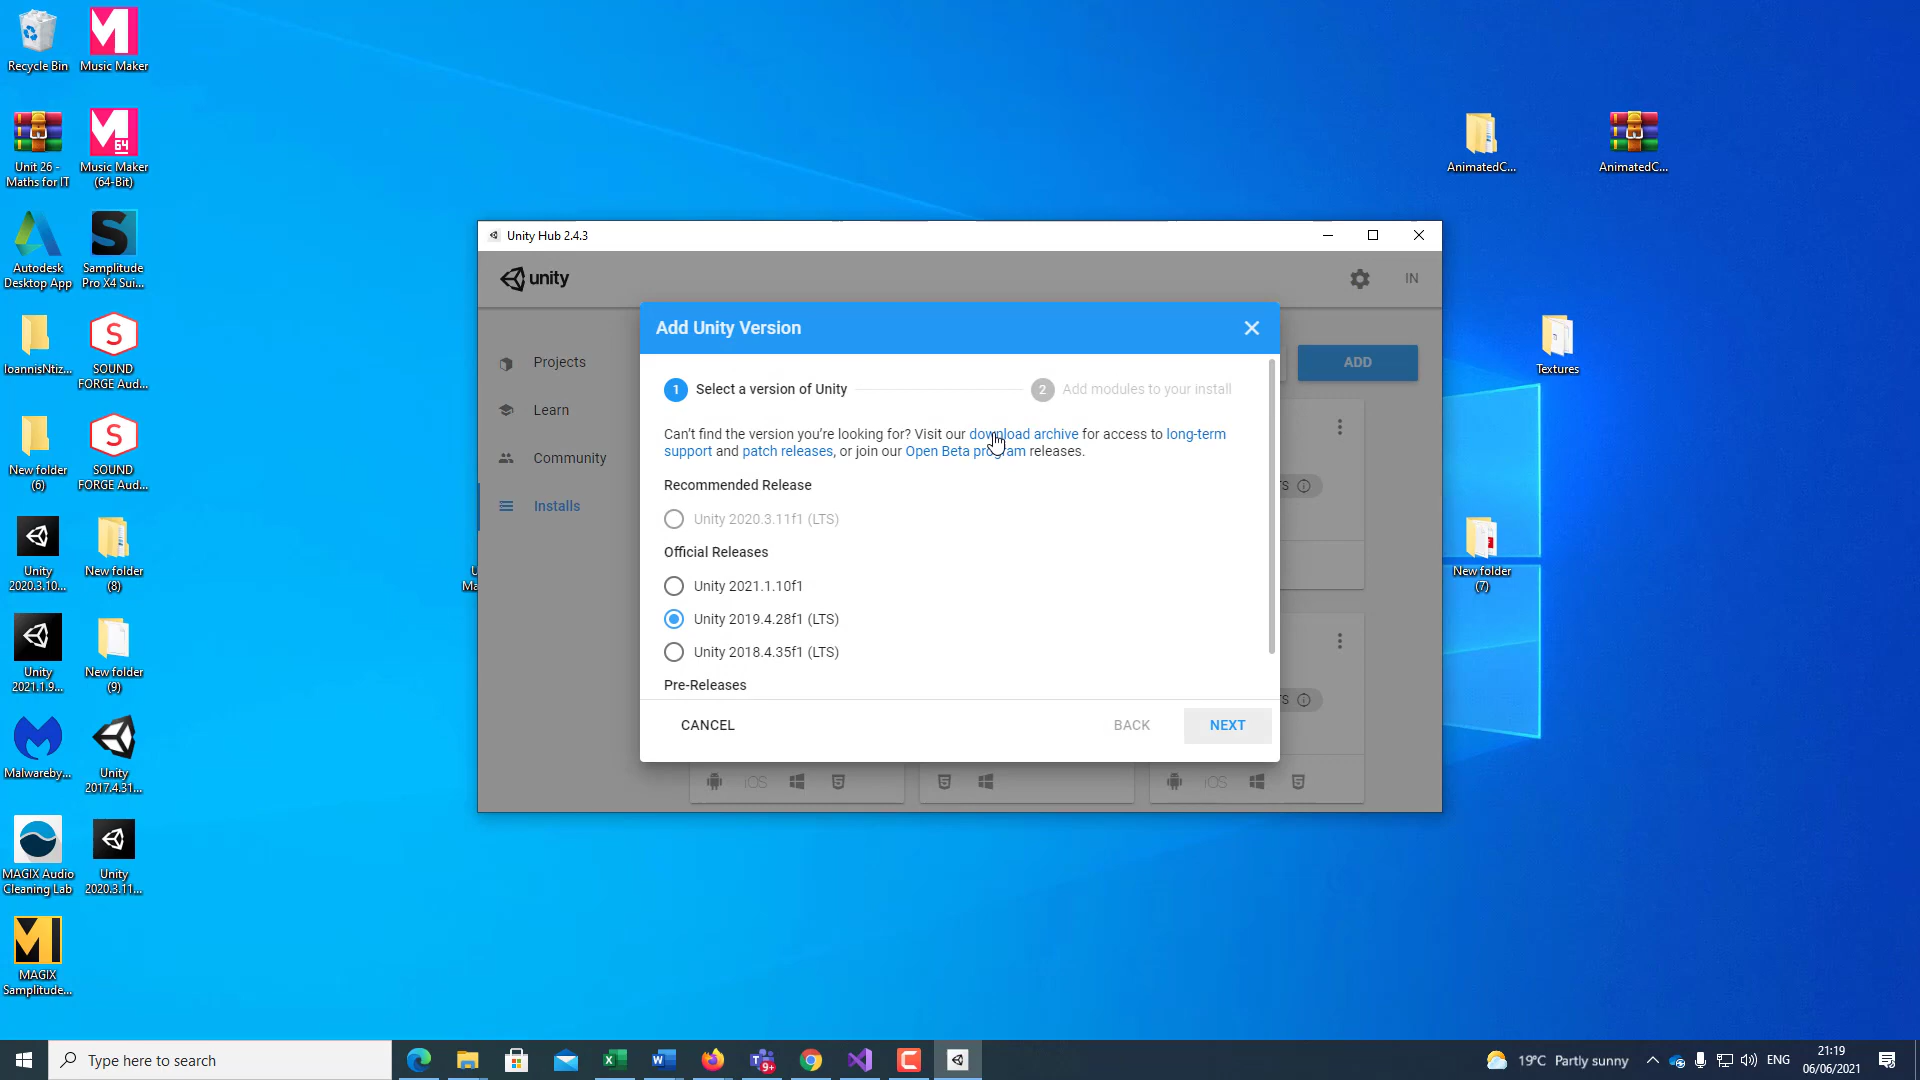 Recycle Bin
Music Maker
Unit 26 -
Maths for IT
64
Music Maker
(64-Bit)
Autodesk
Desktop App
Samplitude
Pro X4 Sui...
IoannisNtiz...
SOUND
FORGE Aud...
New folder
(6)
SOUND
FORGE Aud...
Unity
2020.3.10...
New folder
(8)
Unity
2021.1.9...
New folder
(9)
Malwareby...
Unity
2017.4.31...
MAGIX Audio
Cleaning Lab
Unity
2020.3.11...
MAGIX
Samplitude...
AnimatedC...
AnimatedC...
Textures
New folder
(7)
Unity Hub 2.4.3
unity
IN
Projects
Learn
Community
Installs
ADD
Add Unity Version
1 Select a version of Unity
2 Add modules to your install
Can't find the version you're looking for? Visit our download archive for access to long-term
support and patch releases, or join our Open Beta program releases.
Recommended Release
Unity 2020.3.11f1 (LTS)
Official Releases
Unity 2021.1.10f1
Unity 2019.4.28f1 (LTS)
Unity 2018.4.35f1 (LTS)
Pre-Releases
CANCEL
BACK
NEXT
iOS
iOS
Type here to search
9+
19°C Partly sunny
ENG
21:19
06/06/2021